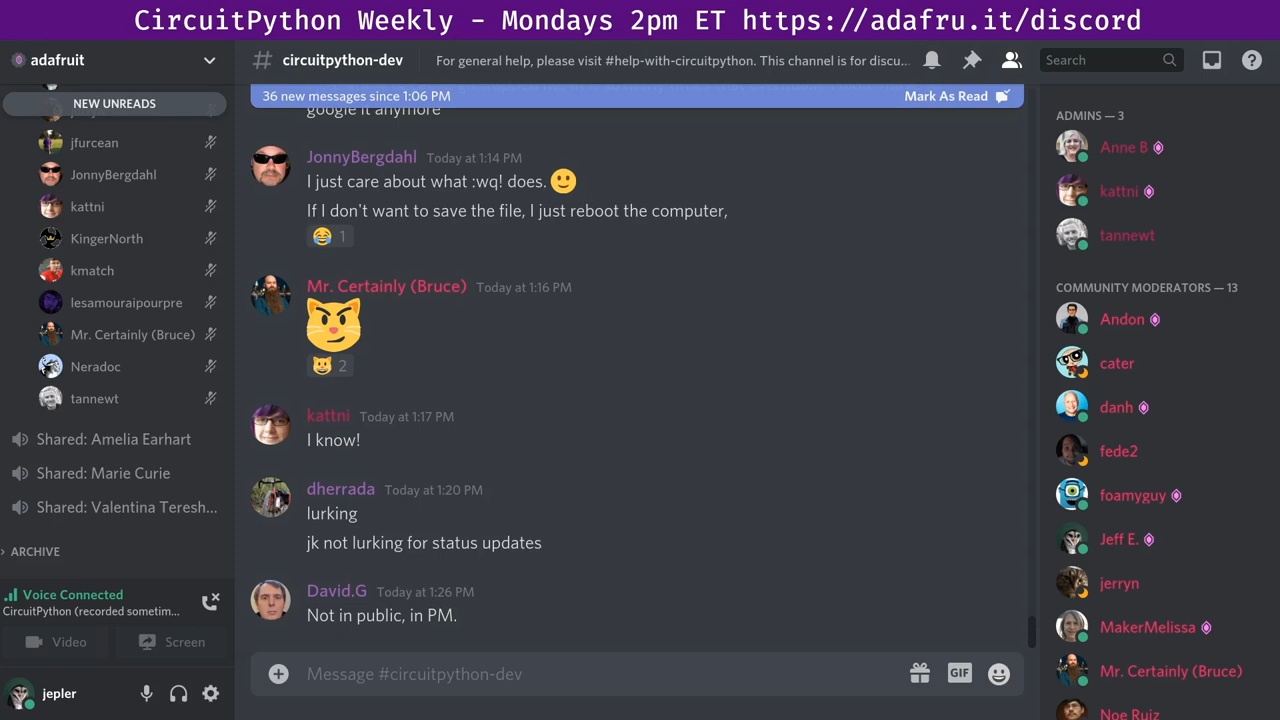 CircuitPython Weekly - Mondays 2pm ET https://adafru.it/discord
adafruit
NEW UNREADS
jfurcean
JonnyBergdahl
kattni
KingerNorth
kmatch
lesamouraipourpre
Mr. Certainly (Bruce)
Neradoc
tannewt
Shared: Amelia Earhart
Shared: Marie Curie
Shared: Valentina Teresh...
ARCHIVE
Voice Connected
CircuitPython (recorded sometim...
Video
Screen
jepler
# circuitpython-dev
For general help, please visit #help-with-circuitpython. This channel is for discu...
Search
36 new messages since 1:06 PM
Mark As Read
google it anymore
JonnyBergdahl Today at 1:14 PM
I just care about what :wq! does.
If I don't want to save the file, I just reboot the computer,
1
Mr. Certainly (Bruce) Today at 1:16 PM
2
kattni Today at 1:17 PM
I know!
dherrada Today at 1:20 PM
lurking
jk not lurking for status updates
David.G Today at 1:26 PM
Not in public, in PM.
Message #circuitpython-dev
GIF
ADMINS — 3
Anne B
kattni
tannewt
COMMUNITY MODERATORS — 13
Andon
cater
danh
fede2
foamyguy
Jeff E.
jerryn
MakerMelissa
Mr. Certainly (Bruce)
Noe Ruiz